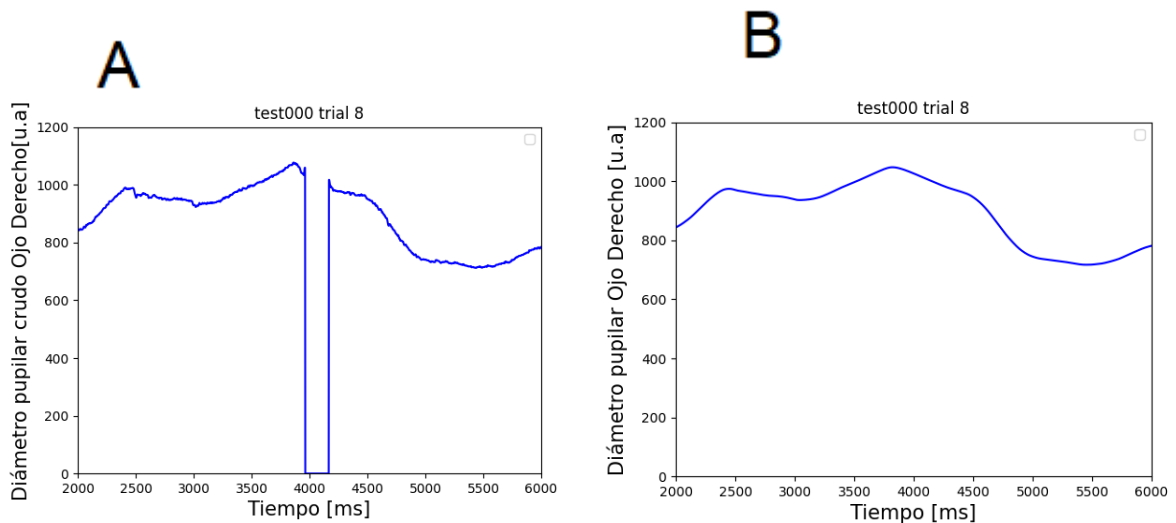 A
test000 trial 8
Diámetro pupilar crudo Ojo Derecho[u.a]
1200
1000
800
600
400
200
0
2000 2500 3000 3500 4000 4500 5000 5500 6000
Tiempo [ms]
B
test000 trial 8
Diámetro pupilar Ojo Derecho [u.a]
1200
1000
800
600
400
200
0
2000 2500 3000 3500 4000 4500 5000 5500 6000
Tiempo [ms]